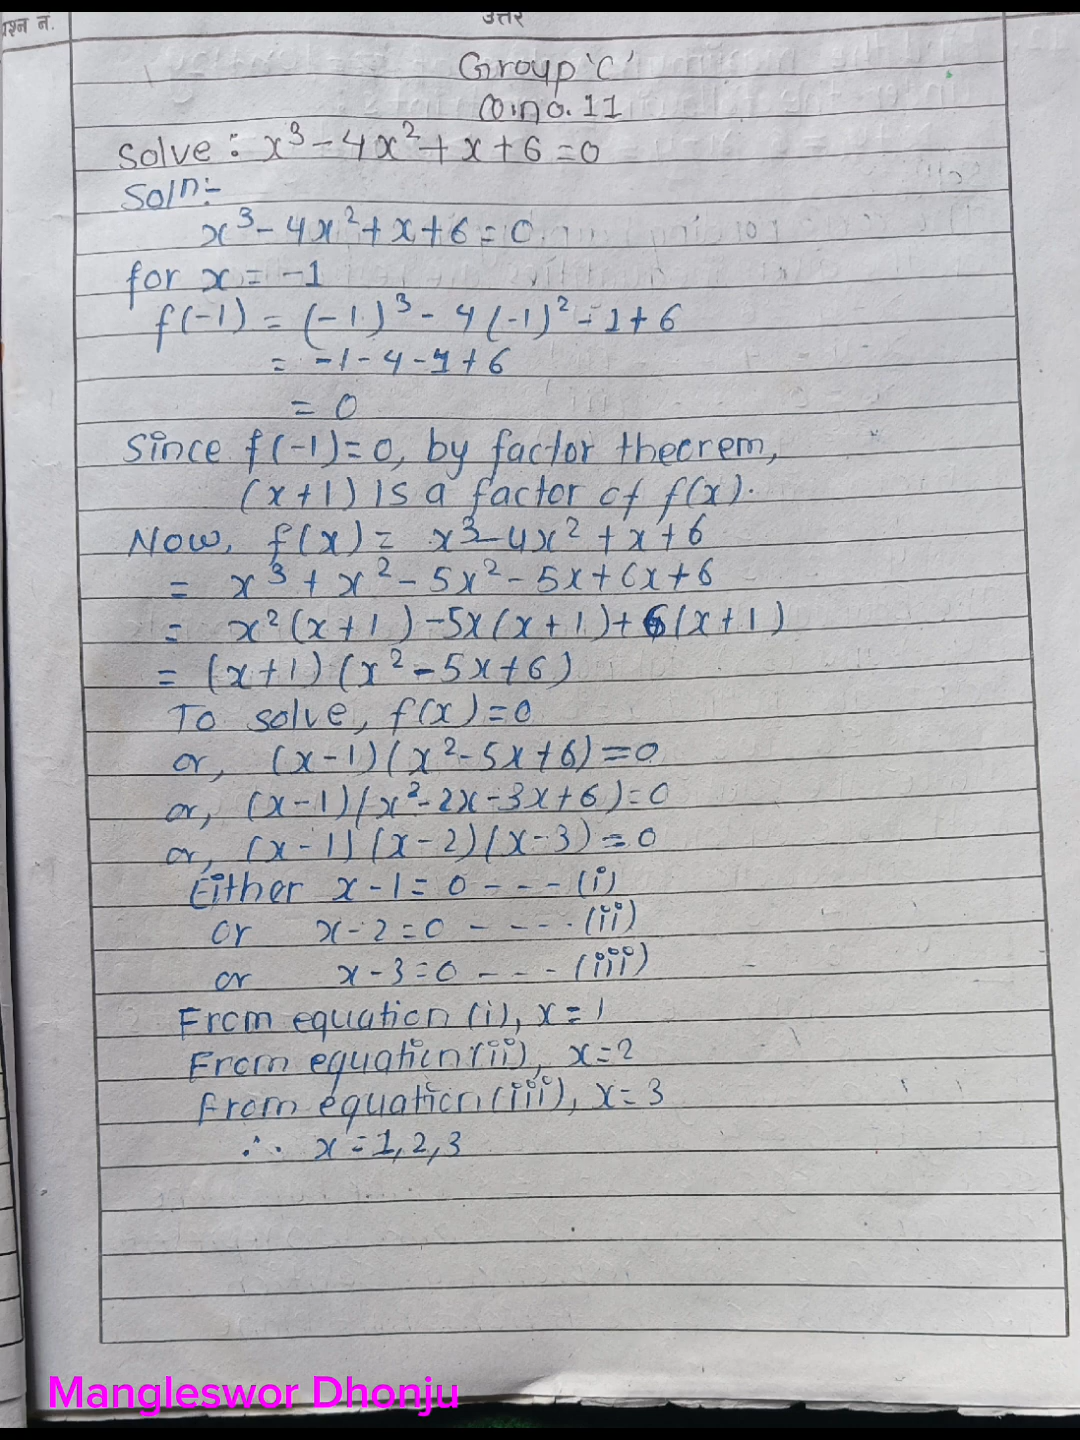 प्रश्न नं.
उत्तर
Group 'C'
Q.no. 11
Solve : x³ - 4x² + x + 6 = 0
Soln:-
x³ - 4x² + x + 6 = 0
for x = -1
f(-1) = (-1)³ - 4(-1)² - 1 + 6
= -1 - 4 - 1 + 6
= 0
Since f(-1) = 0, by factor theorem,
(x+1) is a factor of f(x).
Now, f(x) = x³ - 4x² + x + 6
= x³ + x² - 5x² - 5x + 6x + 6
= x²(x+1) - 5x(x+1) + 6(x+1)
= (x+1)(x² - 5x + 6)
To solve, f(x) = 0
or, (x-1)(x² - 5x + 6) = 0
or, (x-1)(x² - 2x - 3x + 6) = 0
or, (x-1)(x-2)(x-3) = 0
Either x - 1 = 0 - - - (i)
or x - 2 = 0 - - - - (ii)
or x - 3 = 0 - - - (iii)
From equation (i), x = 1
From equation (ii), x = 2
From equation (iii), x = 3
∴ x = 1, 2, 3
Mangleswor Dhonju